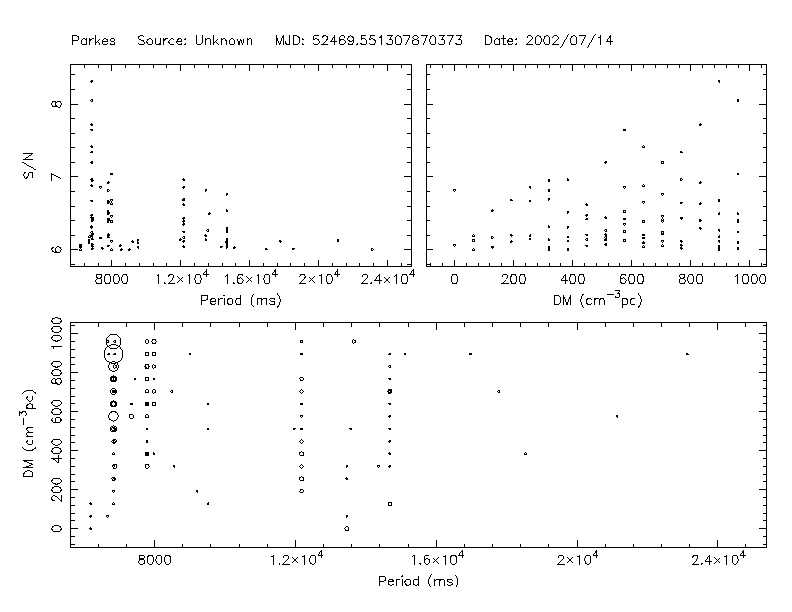 Parkes Source: Unknown MJD: 52469.551307870373 Date: 2002/07/14
S/N
8
7
6
8000 1.2×10⁴ 1.6×10⁴ 2×10⁴ 2.4×10⁴
Period (ms)
0 200 400 600 800 1000
DM (cm⁻³pc)
DM (cm⁻³pc)
1000
800
600
400
200
0
8000 1.2×10⁴ 1.6×10⁴ 2×10⁴ 2.4×10⁴
Period (ms)